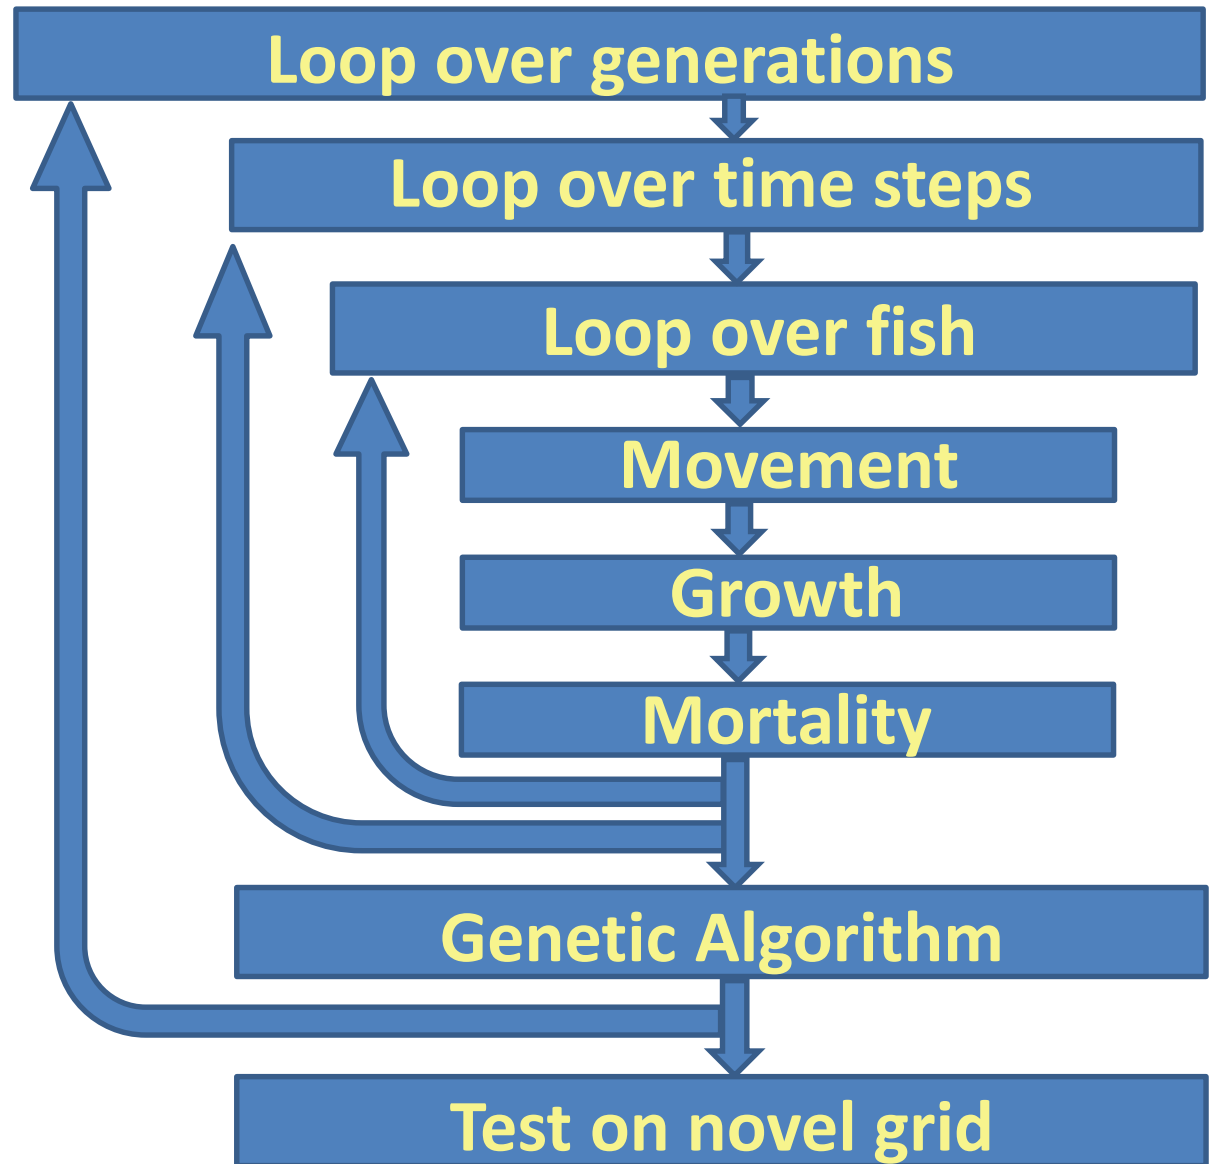 Loop over generations
Loop over time steps
Loop over fish
Movement
Growth
Mortality
Genetic Algorithm
Test on novel grid